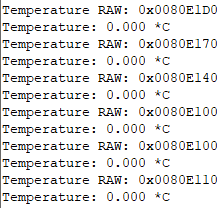 Temperature RAW: 0x0080E1D0
Temperature: 0.000 *C
Temperature RAW: 0x0080E170
Temperature: 0.000 *C
Temperature RAW: 0x0080E140
Temperature: 0.000 *C
Temperature RAW: 0x0080E100
Temperature: 0.000 *C
Temperature RAW: 0x0080E100
Temperature: 0.000 *C
Temperature RAW: 0x0080E110
Temperature: 0.000 *C